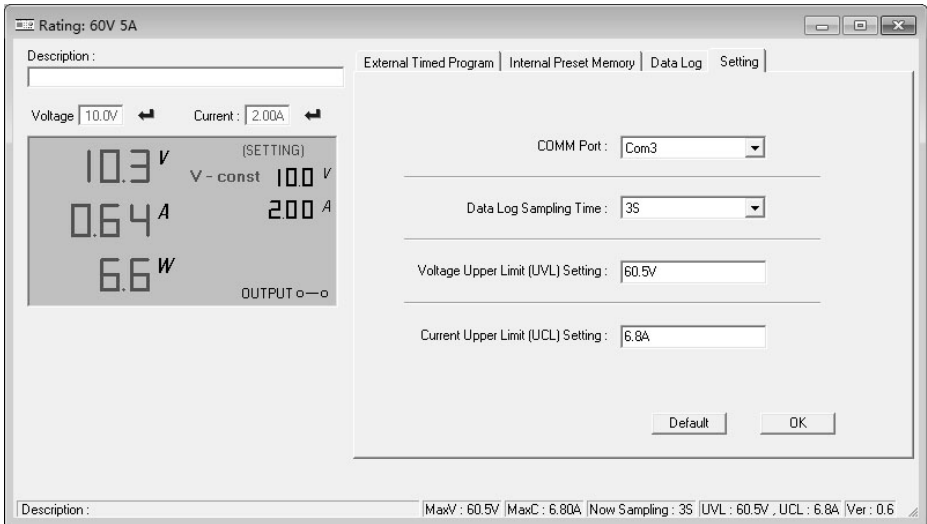 Rating: 60V 5A
Description :
Voltage 10.0V Current : 2.00A
10.3 V
0.64 A
6.6 W
(SETTING)
V - const 10.0 V
2.00 A
OUTPUT
External Timed Program Internal Preset Memory Data Log Setting
COMM Port : Com3
Data Log Sampling Time : 3S
Voltage Upper Limit (UVL) Setting : 60.5V
Current Upper Limit (UCL) Setting : 6.8A
Default OK
Description : MaxV : 60.5V MaxC : 6.80A Now Sampling : 3S UVL : 60.5V , UCL : 6.8A Ver : 0.6